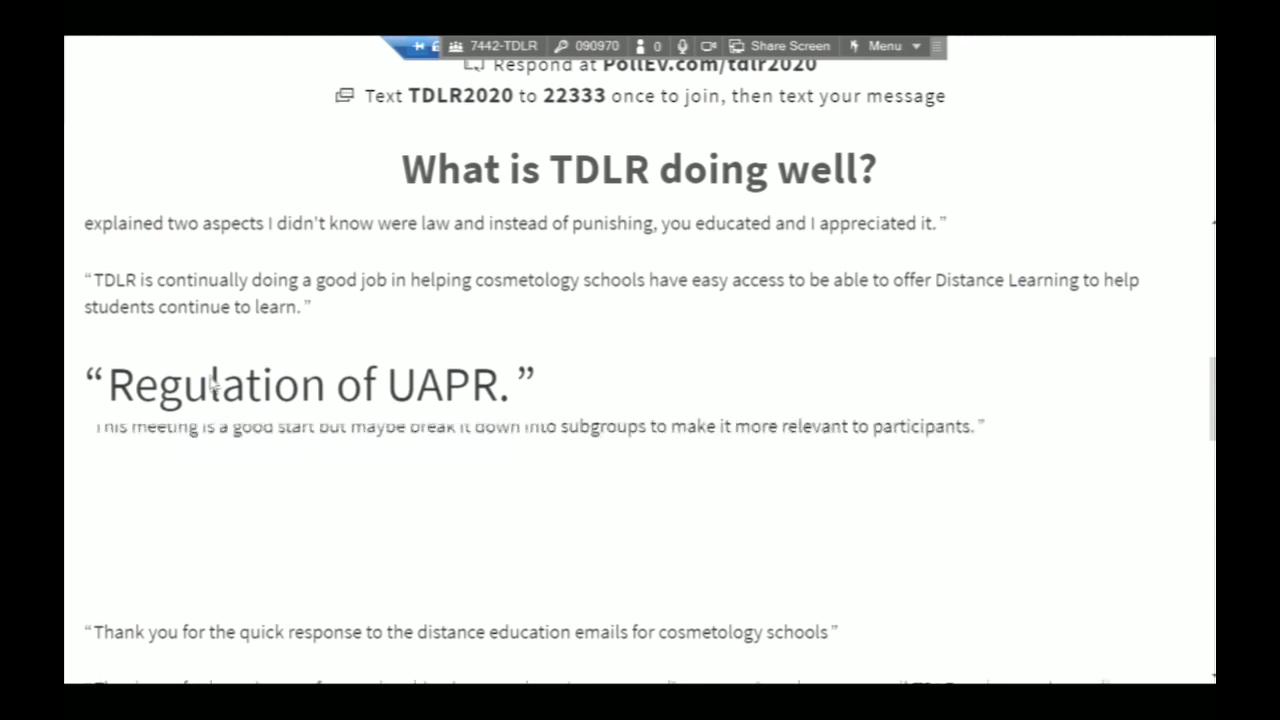 7442-TDLR 090970 0 Share Screen Menu
Respond at PollEv.com/tdlr2020
Text TDLR2020 to 22333 once to join, then text your message
What is TDLR doing well?
explained two aspects I didn't know were law and instead of punishing, you educated and I appreciated it. ”
“TDLR is continually doing a good job in helping cosmetology schools have easy access to be able to offer Distance Learning to help
students continue to learn. ”
“Regulation of UAPR. ”
This meeting is a good start but maybe break it down into subgroups to make it more relevant to participants. ”
“Thank you for the quick response to the distance education emails for cosmetology schools ”